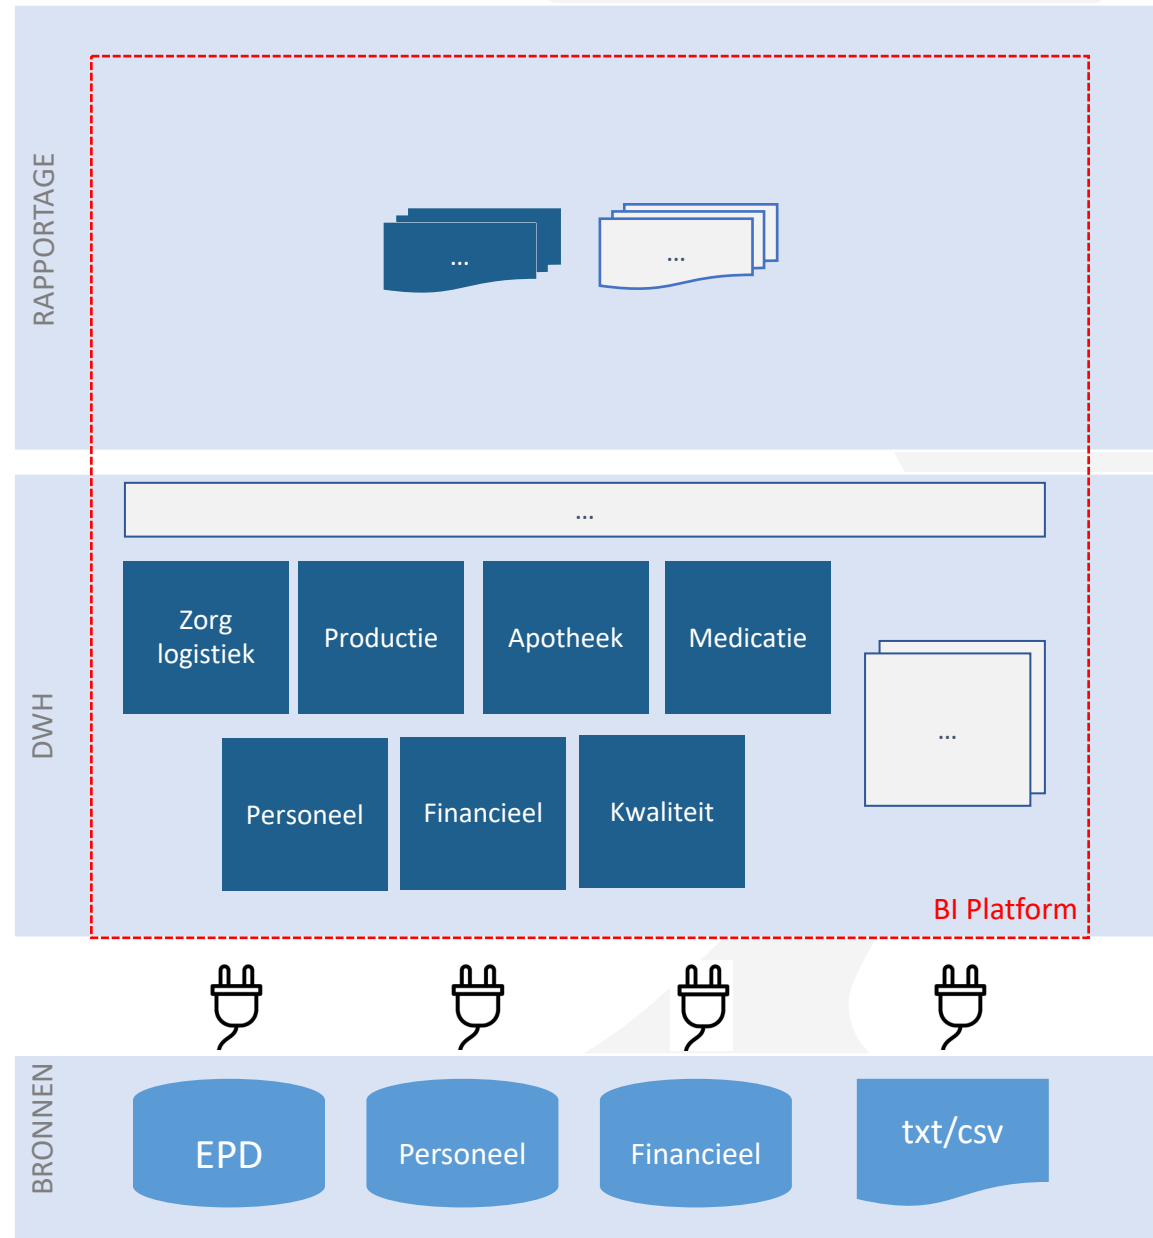 RAPPORTAGE
...
...
DWH
...
Zorg
logistiek
Productie
Apotheek
Medicatie
...
Personeel
Financieel
Kwaliteit
BI Platform
BRONNEN
EPD
Personeel
Financieel
txt/csv